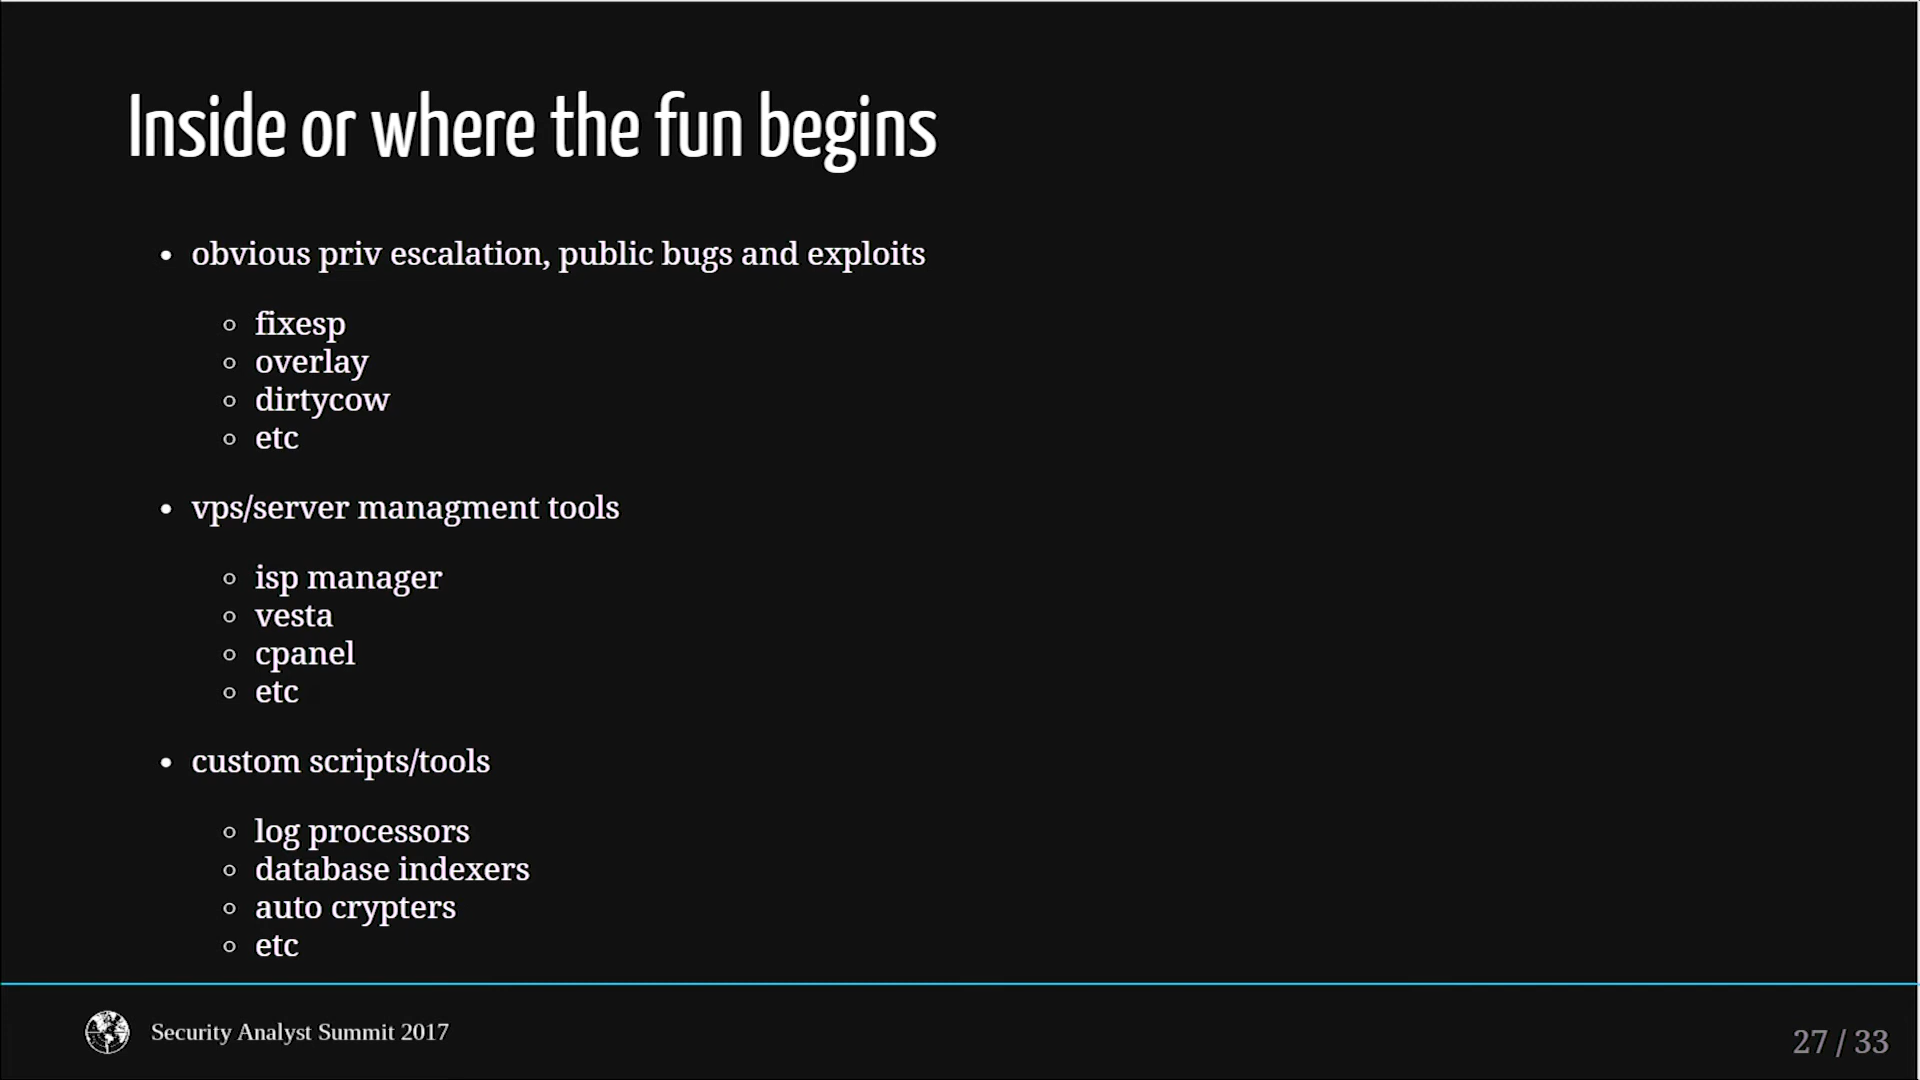 Inside or where the fun begins
obvious priv escalation, public bugs and exploits
fixesp
overlay
dirtycow
etc
vps/server managment tools
isp manager
vesta
cpanel
etc
custom scripts/tools
log processors
database indexers
auto crypters
etc
Security Analyst Summit 2017
27 / 33